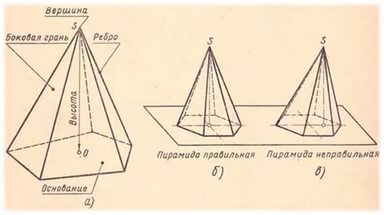 Вершина
S
Боковая грань
Ребро
Высота
O
Основание
а)
S
S
Пирамида правильная
Пирамида неправильная
б)
в)